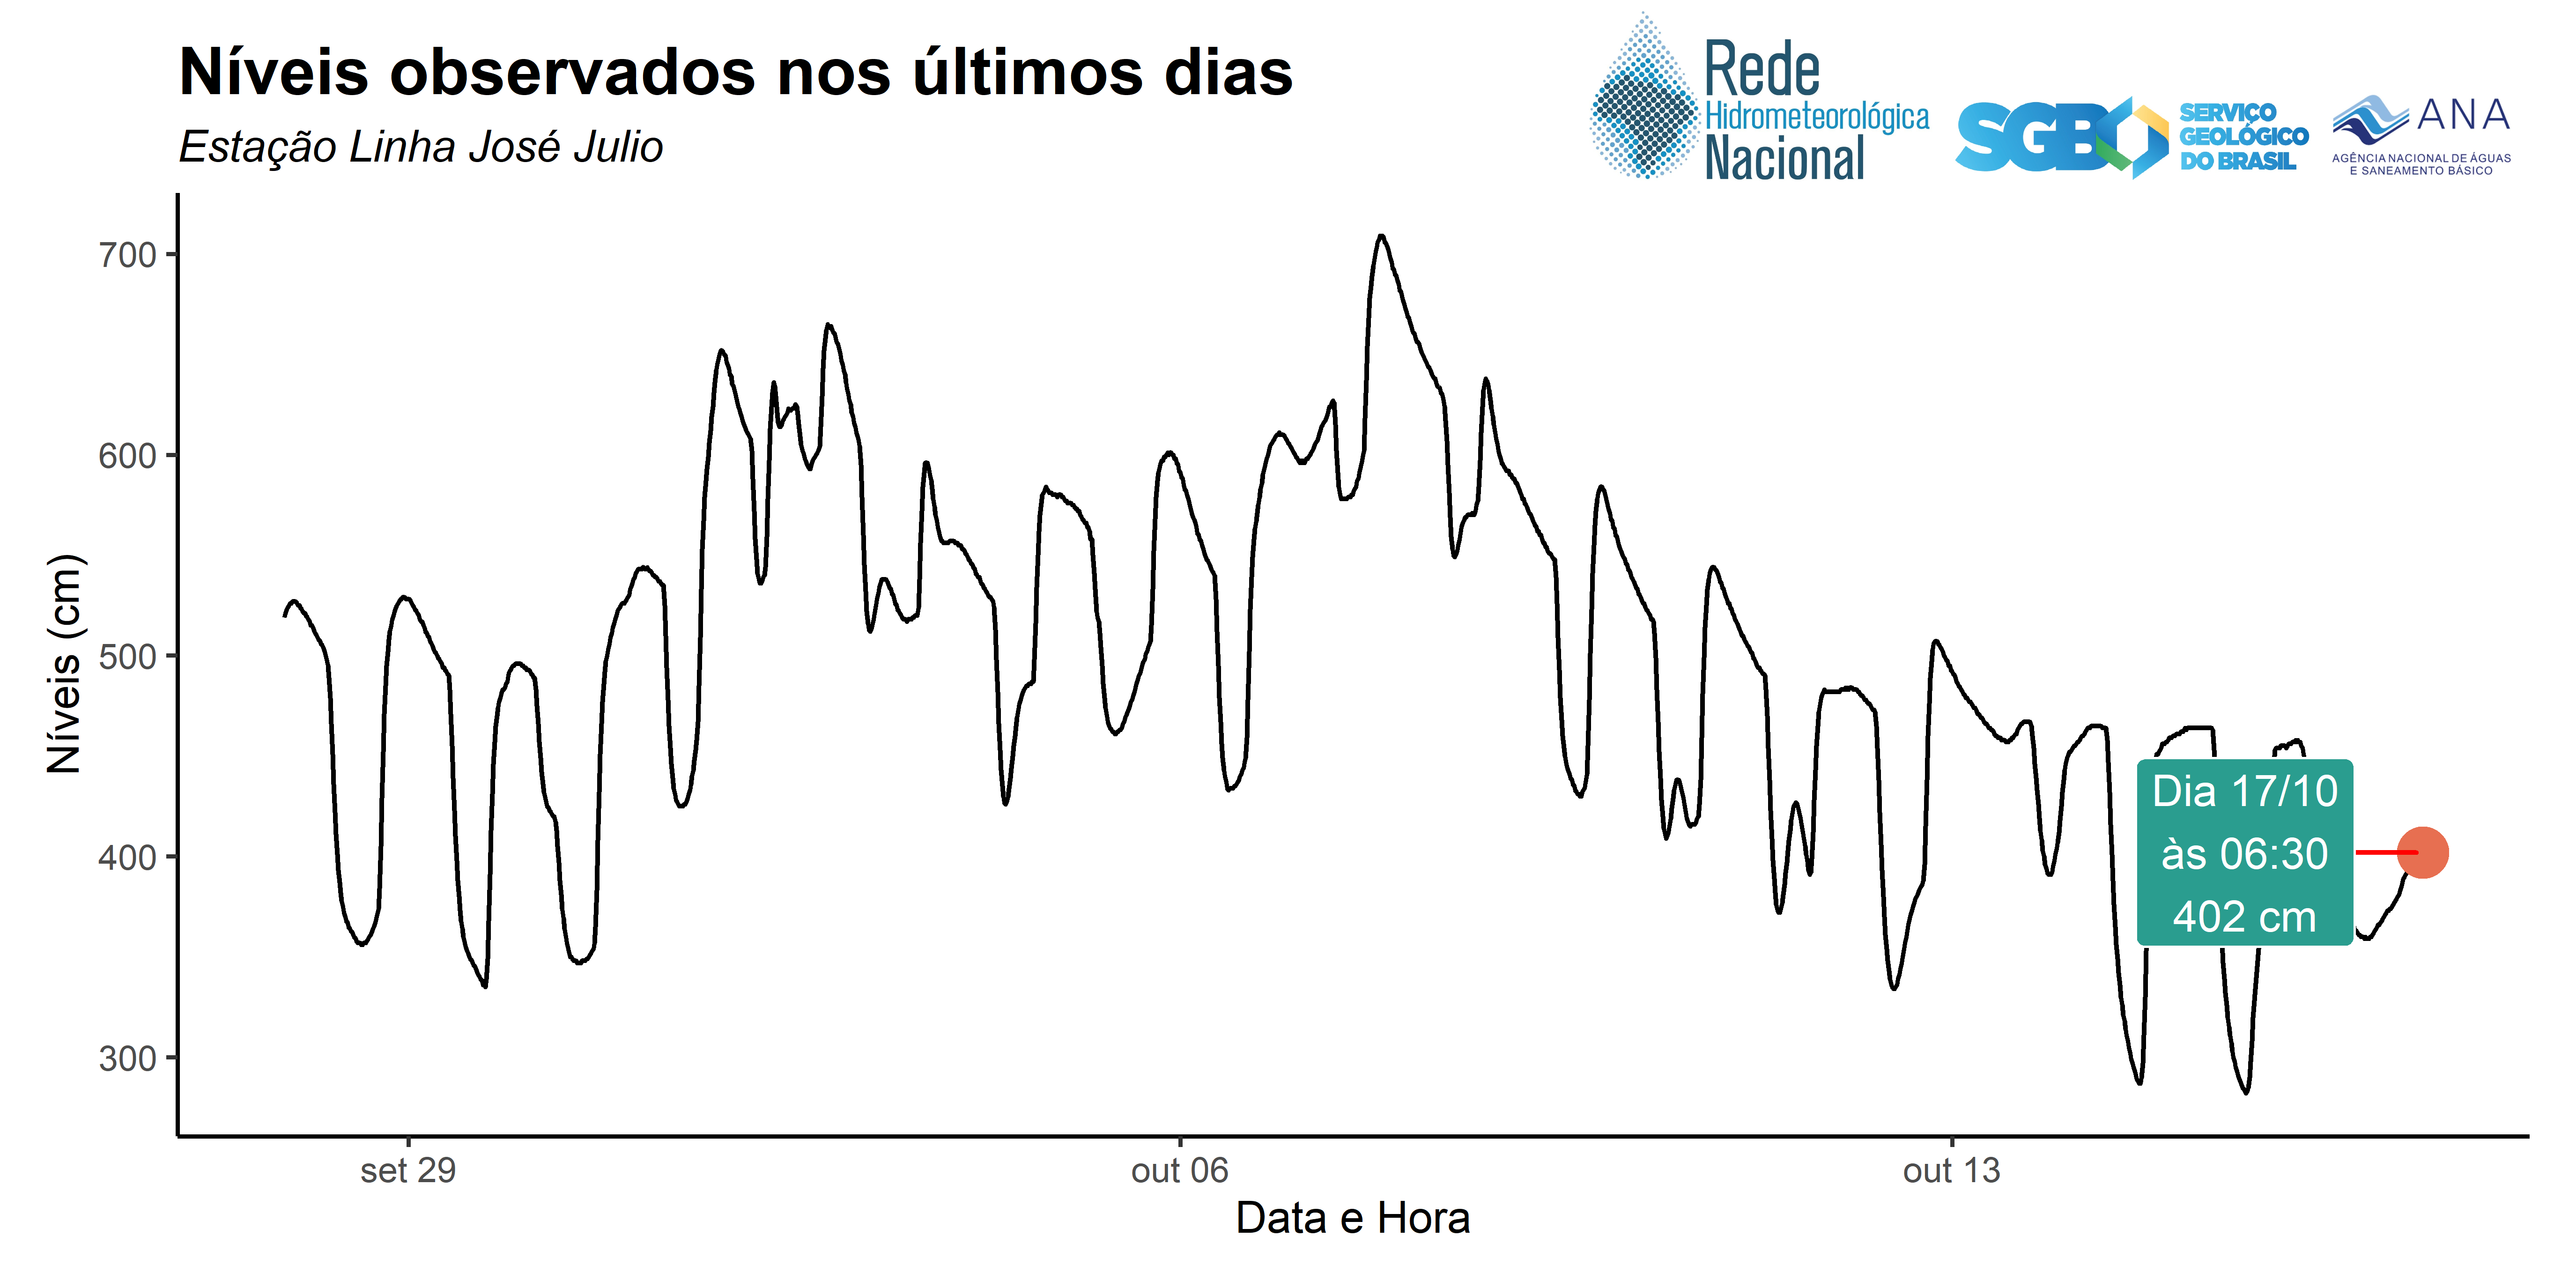 Níveis observados nos últimos dias
Estação Linha José Julio
Rede
Hidrometeorológica
Nacional
SGB
SERVIÇO
GEOLÓGICO
DO BRASIL
ANA
AGÊNCIA NACIONAL DE ÁGUAS
E SANEAMENTO BÁSICO
Níveis (cm)
700
600
500
400
300
Dia 17/10
às 06:30
402 cm
set 29
out 06
out 13
Data e Hora